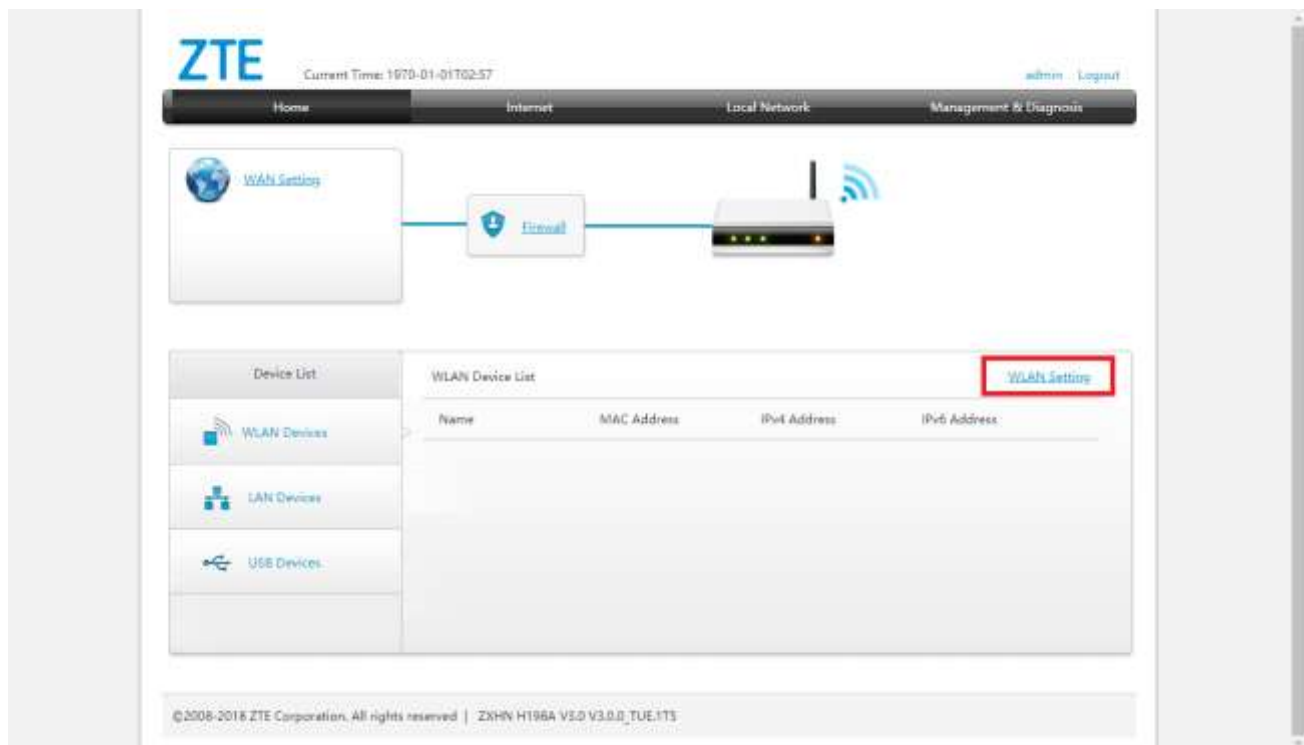 ZTE
Current Time: 1970-01-01T02:57
admin Logout
Home Internet Local Network Management & Diagnosis
WAN Setting
Firewall
Device List
WLAN Device List
WLAN Setting
Name MAC Address IPv4 Address IPv6 Address
WLAN Devices
LAN Devices
USB Devices
©2008-2018 ZTE Corporation. All rights reserved | ZXHN H198A V3.0 V3.0.0_TUE.1T5